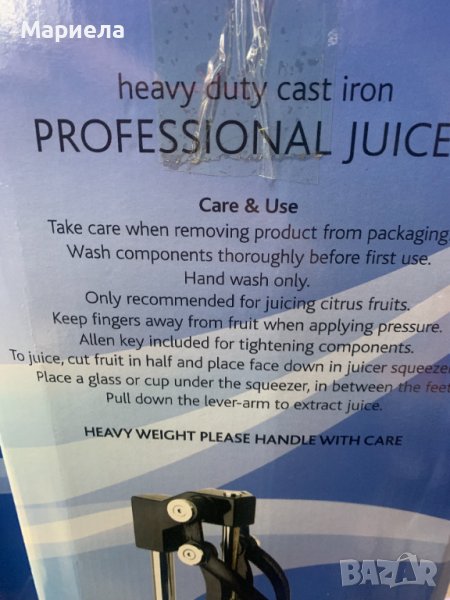 Мариела
heavy duty cast iron
PROFESSIONAL JUICE
Care & Use
Take care when removing product from packaging
Wash components thoroughly before first use.
Hand wash only.
Only recommended for juicing citrus fruits.
Keep fingers away from fruit when applying pressure.
Allen key included for tightening components.
To juice, cut fruit in half and place face down in juicer squeeze
Place a glass or cup under the squeezer, in between the feet
Pull down the lever-arm to extract juice.
HEAVY WEIGHT PLEASE HANDLE WITH CARE
BAZAR